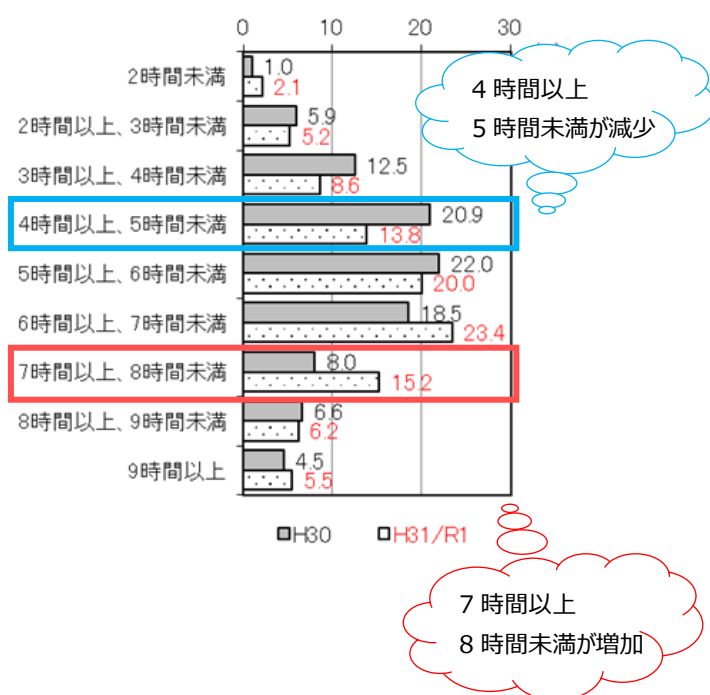 0 10 20 30
4時間以上
5時間未満が減少
2時間未満 1.0
2.1
2時間以上、3時間未満 5.9
5.2
3時間以上、4時間未満 12.5
8.6
4時間以上、5時間未満 20.9
13.8
5時間以上、6時間未満 22.0
20.0
6時間以上、7時間未満 18.5
23.4
7時間以上、8時間未満 8.0
15.2
8時間以上、9時間未満 6.6
6.2
9時間以上 4.5
5.5
H30 H31/R1
7時間以上
8時間未満が増加